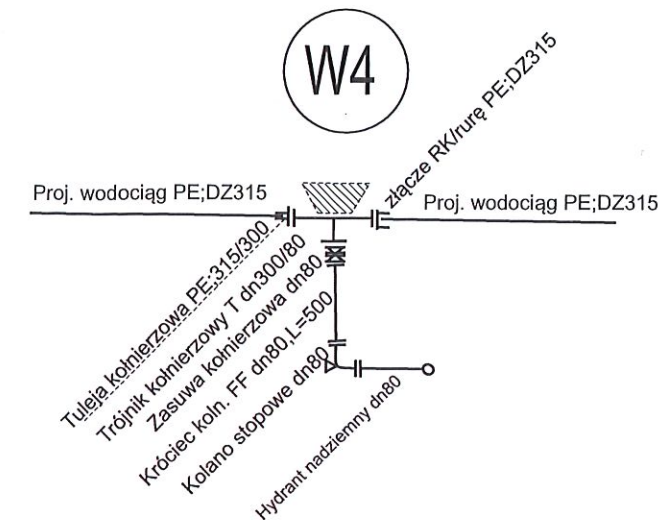 W4
złącze RK/rurę PE;DZ315
Proj. wodociąg PE;DZ315
Proj. wodociąg PE;DZ315
Tuleja kołnierzowa PE;315/300
Trójnik kołnierzowy T dn300/80
Zasuwa kołnierzowa dn80
Króciec koln. FF dn80,L=500
Kolano stopowe dn80
Hydrant nadziemny dn80